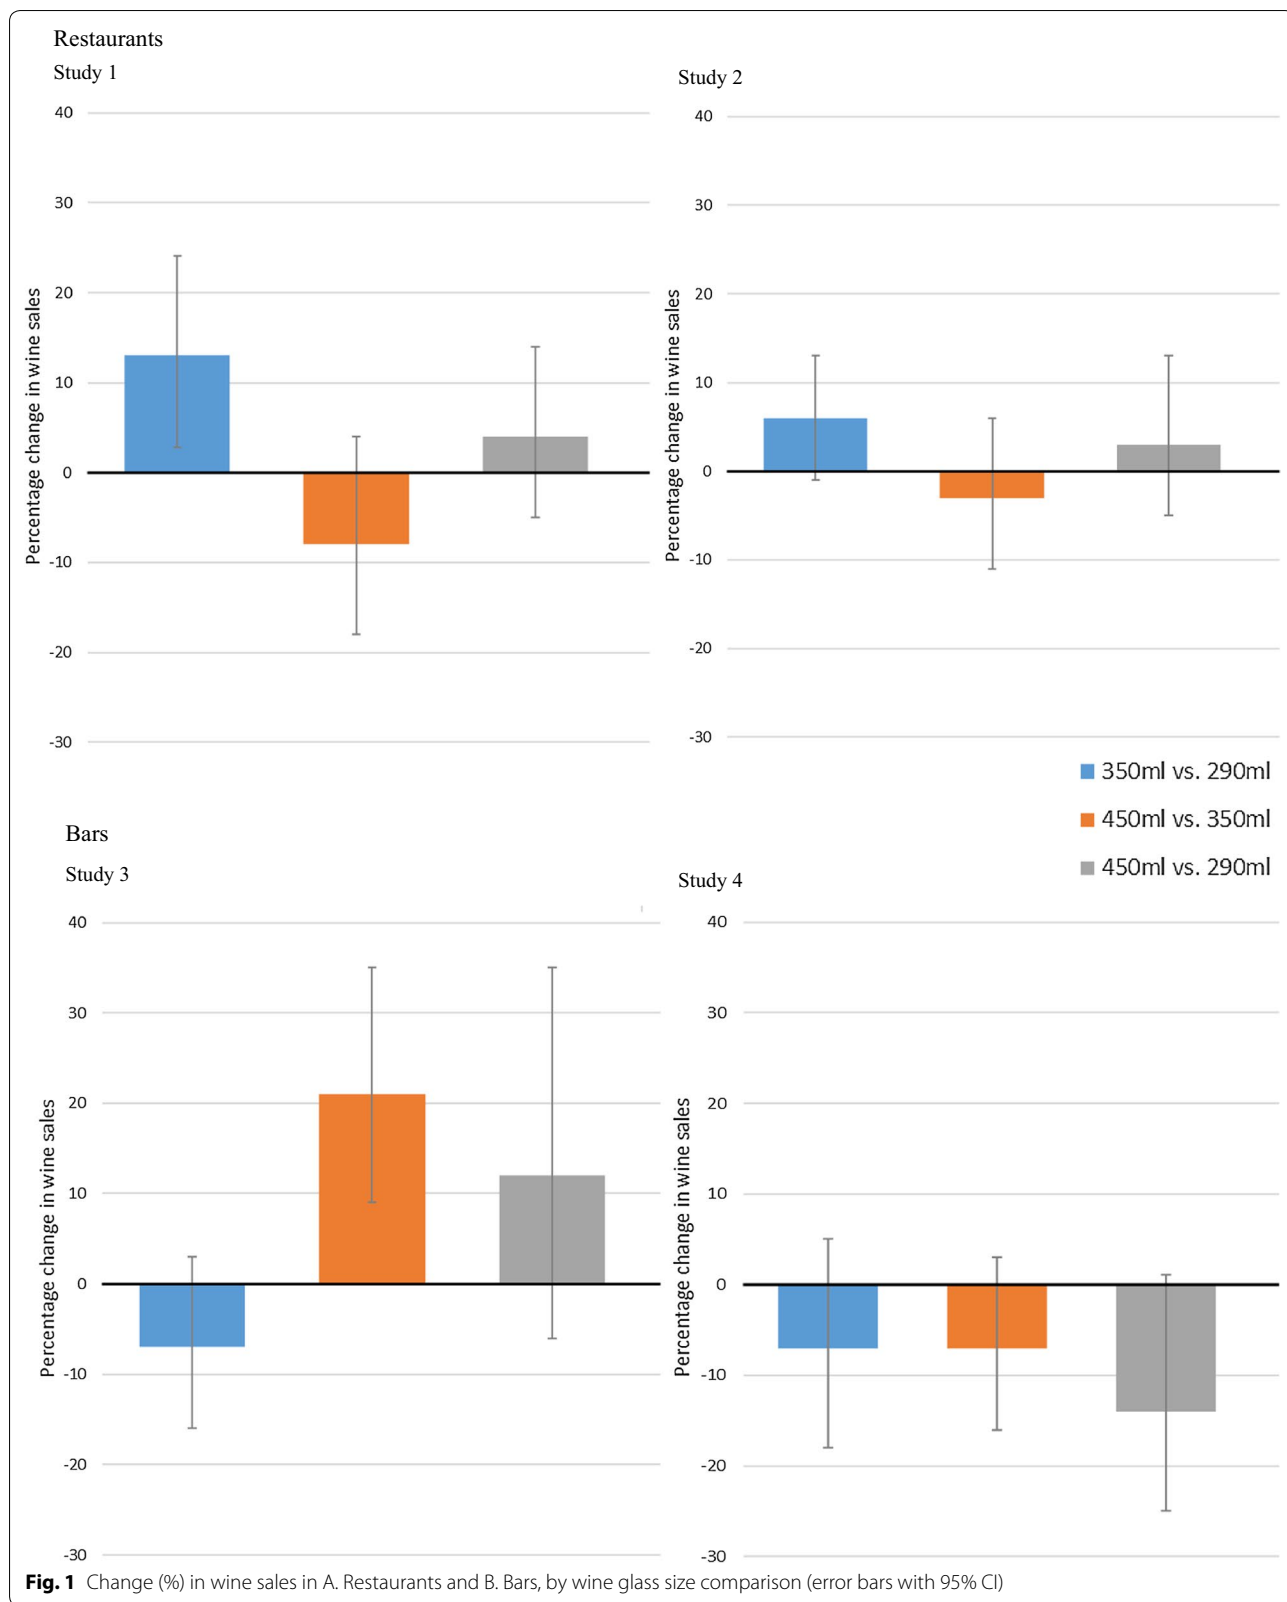 Restaurants
Study 1
40
30
20
10
0
-10
-20
-30
Percentage change in wine sales
Study 2
40
30
20
10
0
-10
-20
-30
Percentage change in wine sales
350ml vs. 290ml
450ml vs. 350ml
450ml vs. 290ml
Bars
Study 3
40
30
20
10
0
-10
-20
-30
Percentage change in wine sales
Study 4
40
30
20
10
0
-10
-20
-30
Percentage change in wine sales
Fig. 1 Change (%) in wine sales in A. Restaurants and B. Bars, by wine glass size comparison (error bars with 95% CI)